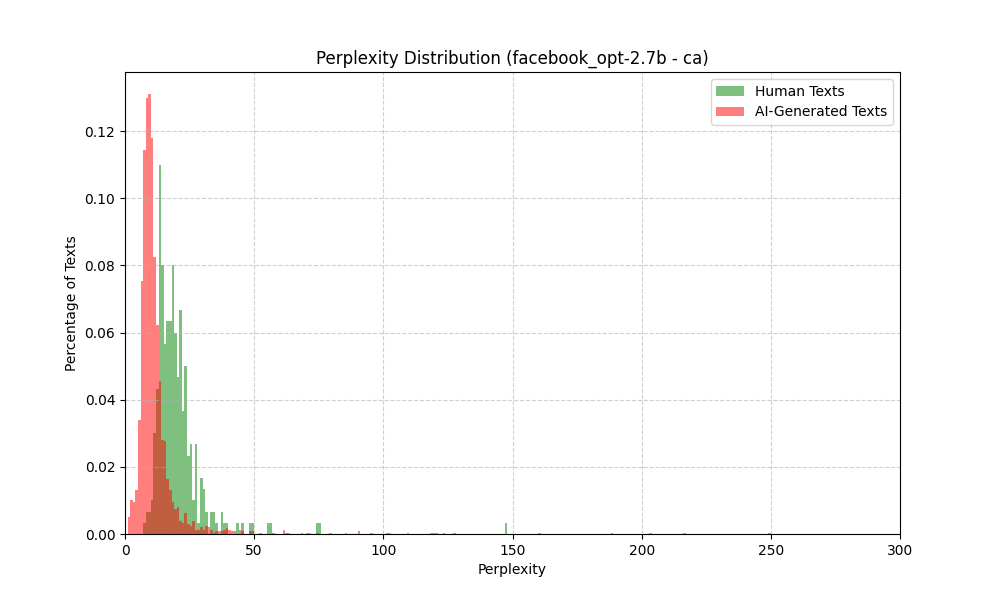 Perplexity Distribution (facebook_opt-2.7b - ca)
Human Texts
AI-Generated Texts
Percentage of Texts
0.12
0.10
0.08
0.06
0.04
0.02
0.00
0 50 100 150 200 250 300
Perplexity